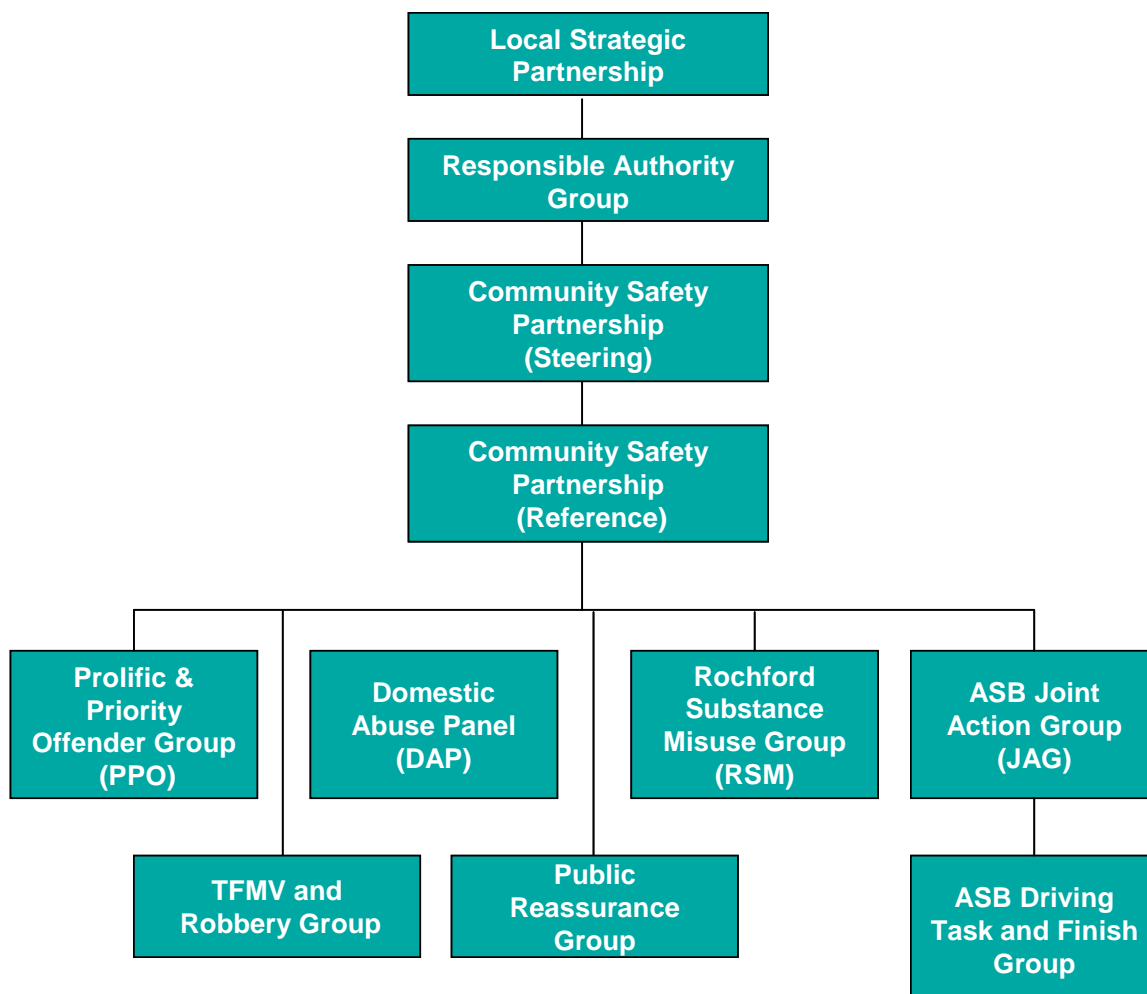 Local Strategic
Partnership
Responsible Authority
Group
Community Safety
Partnership
(Steering)
Community Safety
Partnership
(Reference)
Prolific &
Priority
Offender Group
(PPO)
Domestic
Abuse Panel
(DAP)
Rochford
Substance
Misuse Group
(RSM)
ASB Joint
Action Group
(JAG)
TFMV and
Robbery Group
Public
Reassurance
Group
ASB Driving
Task and Finish
Group